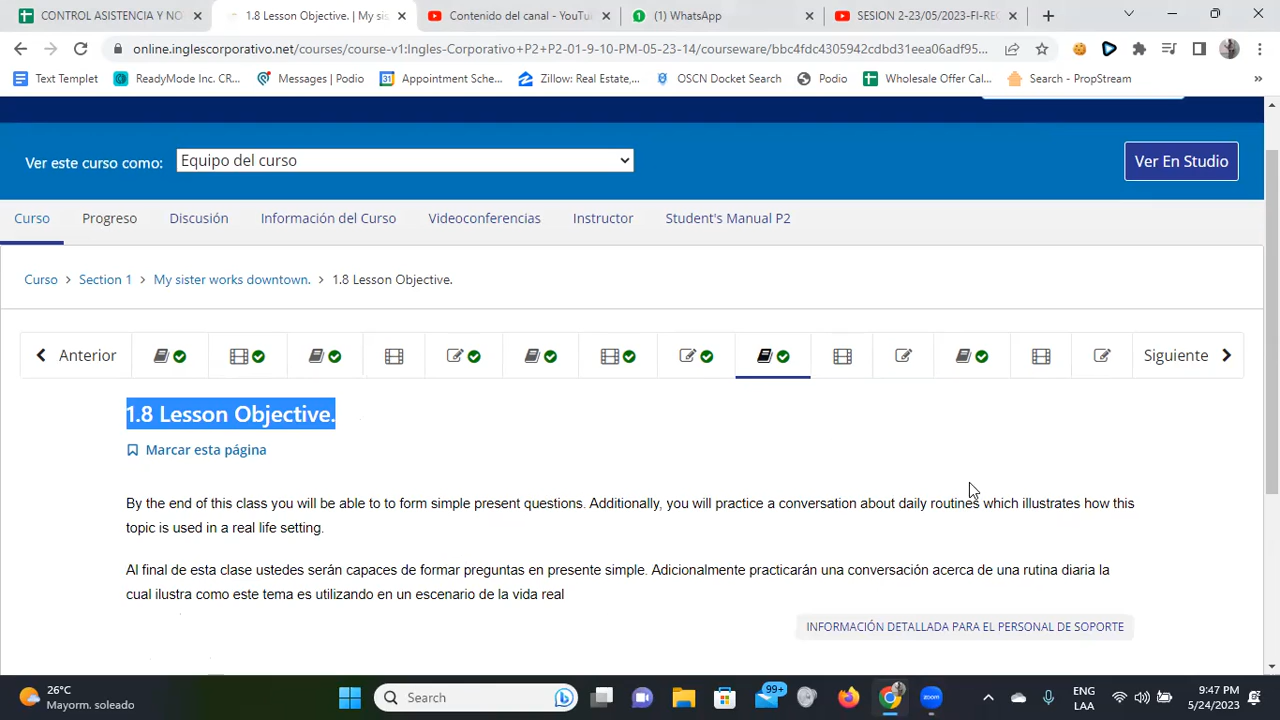 CONTROL ASISTENCÍA Y NO
1.8 Lesson Objective. | My sis
Contenido del canal - YouTube
(1) WhatsApp
SESION 2-23/05/2023-FI-REC
online.inglescorporativo.net/courses/course-v1:Ingles-Corporativo+P2+P2-01-9-10-PM-05-23-14/courseware/bbc4fdc4305942cdbd31eea06adf95...
Text Templet
ReadyMode Inc. CR...
Messages | Podio
Appointment Sche...
Zillow: Real Estate,...
OSCN Docket Search
Podio
Wholesale Offer Cal...
Search - PropStream
Ver este curso como:
Equipo del curso
Ver En Studio
Curso
Progreso
Discusión
Información del Curso
Videoconferencias
Instructor
Student's Manual P2
Curso > Section 1 > My sister works downtown. > 1.8 Lesson Objective.
Anterior
Siguiente
1.8 Lesson Objective.
Marcar esta página
By the end of this class you will be able to to form simple present questions. Additionally, you will practice a conversation about daily routines which illustrates how this
topic is used in a real life setting.
Al final de esta clase ustedes serán capaces de formar preguntas en presente simple. Adicionalmente practicarán una conversación acerca de una rutina diaria la
cual ilustra como este tema es utilizando en un escenario de la vida real
INFORMACIÓN DETALLADA PARA EL PERSONAL DE SOPORTE
26°C
Mayorm. soleado
Search
99+
ENG
LAA
9:47 PM
5/24/2023